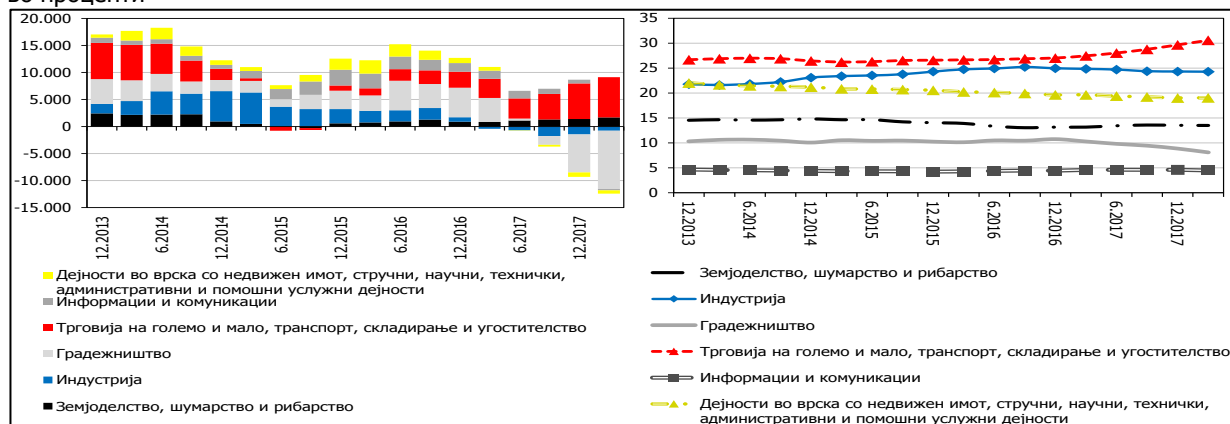 во проценти
20.000
15.000
10.000
5.000
0
-5.000
-10.000
-15.000
12.2013
6.2014
12.2014
6.2015
12.2015
6.2016
12.2016
6.2017
12.2017
Дејности во врска со недвижен имот, стручни, научни, технички,
административни и помошни услужни дејности
Информации и комуникации
Трговија на големо и мало, транспорт, складирање и угостителство
Градежништво
Индустрија
Земјоделство, шумарство и рибарство
35
30
25
20
15
10
5
0
12.2013
6.2014
12.2014
6.2015
12.2015
6.2016
12.2016
6.2017
12.2017
Земјоделство, шумарство и рибарство
Индустрија
Градежништво
Трговија на големо и мало, транспорт, складирање и угостителство
Информации и комуникации
Дејности во врска со недвижен имот, стручни, научни, технички,
административни и помошни услужни дејности